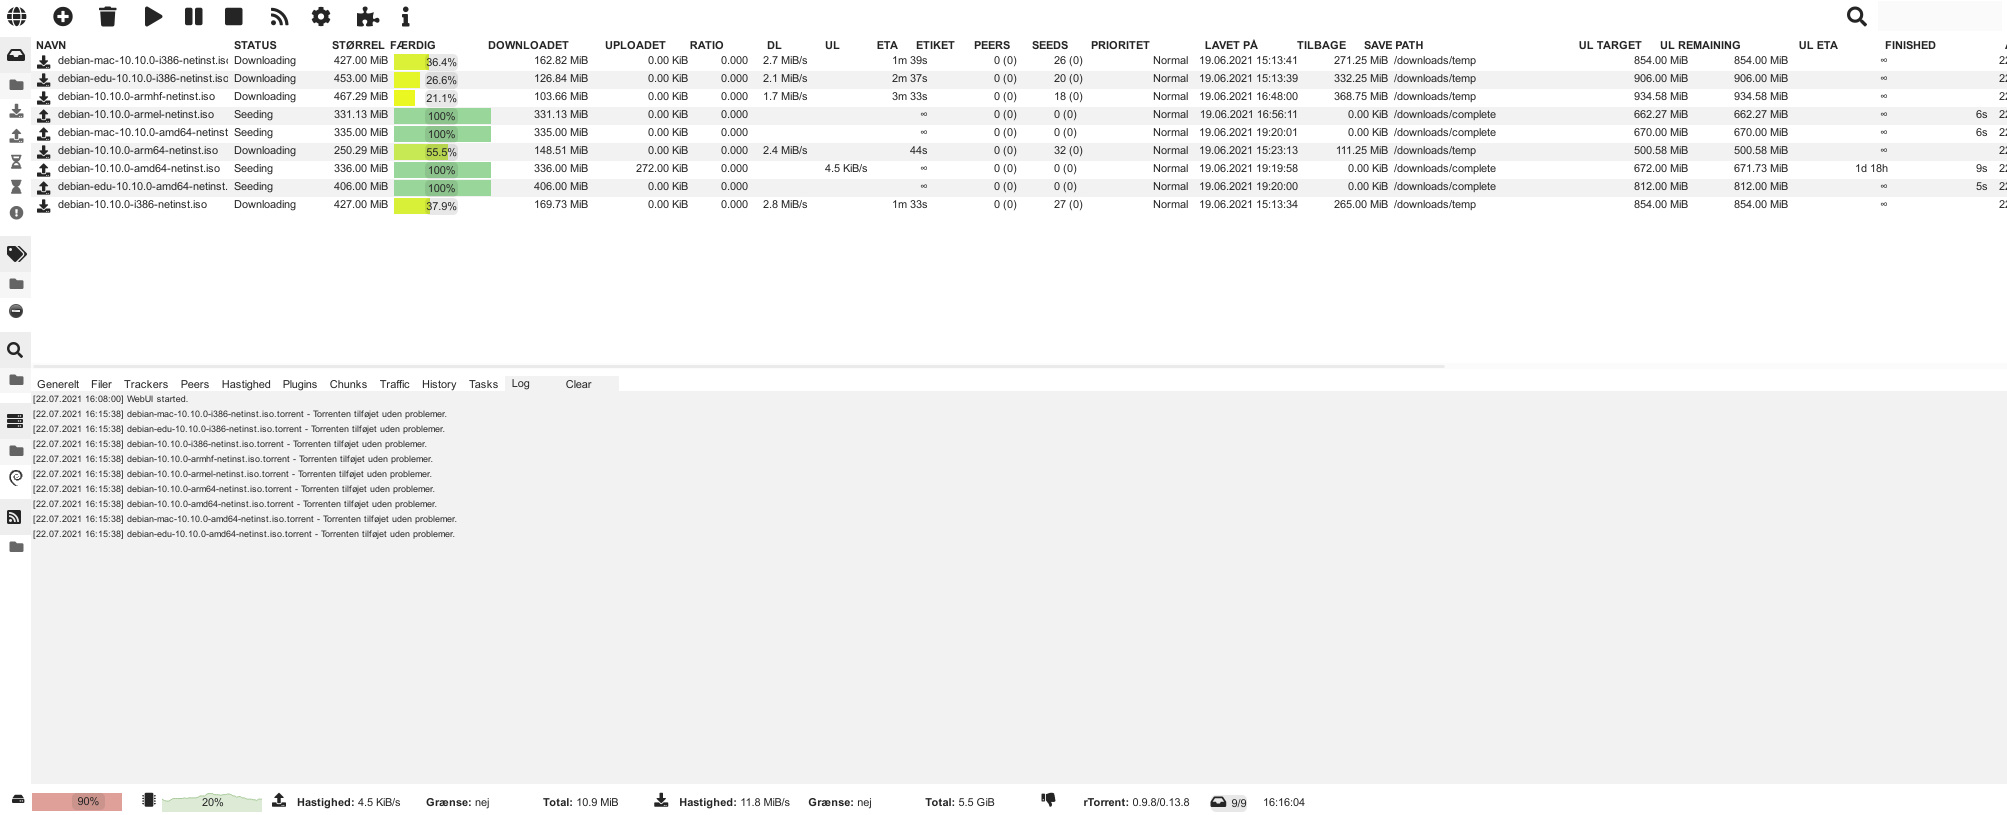 NAVN STATUS STØRREL FÆRDIG DOWNLOADET UPLOADET RATIO DL UL ETA ETIKET PEERS SEEDS PRIORITET LAVET PÅ TILBAGE SAVE PATH UL TARGET UL REMAINING UL ETA FINISHED
debian-mac-10.10.0-i386-netinst.iso Downloading 427.00 MiB 36.4% 162.82 MiB 0.00 KiB 0.000 2.7 MiB/s 1m 39s 0 (0) 26 (0) Normal 19.06.2021 15:13:41 271.25 MiB /downloads/temp 854.00 MiB 854.00 MiB ∞ 22
debian-edu-10.10.0-i386-netinst.isc Downloading 453.00 MiB 26.6% 126.84 MiB 0.00 KiB 0.000 2.1 MiB/s 2m 37s 0 (0) 20 (0) Normal 19.06.2021 15:13:39 332.25 MiB /downloads/temp 906.00 MiB 906.00 MiB ∞ 22
debian-10.10.0-armhf-netinst.iso Downloading 467.29 MiB 21.1% 103.66 MiB 0.00 KiB 0.000 1.7 MiB/s 3m 33s 0 (0) 18 (0) Normal 19.06.2021 16:48:00 368.75 MiB /downloads/temp 934.58 MiB 934.58 MiB ∞ 22
debian-10.10.0-armel-netinst.iso Seeding 331.13 MiB 100% 331.13 MiB 0.00 KiB 0.000 ∞ 0 (0) 0 (0) Normal 19.06.2021 16:56:11 0.00 KiB /downloads/complete 662.27 MiB 662.27 MiB ∞ 6s 22
debian-mac-10.10.0-amd64-netinst Seeding 335.00 MiB 100% 335.00 MiB 0.00 KiB 0.000 ∞ 0 (0) 0 (0) Normal 19.06.2021 19:20:01 0.00 KiB /downloads/complete 670.00 MiB 670.00 MiB ∞ 6s 22
debian-10.10.0-arm64-netinst.iso Downloading 250.29 MiB 55.5% 148.51 MiB 0.00 KiB 0.000 2.4 MiB/s 44s 0 (0) 32 (0) Normal 19.06.2021 15:23:13 111.25 MiB /downloads/temp 500.58 MiB 500.58 MiB ∞ 22
debian-10.10.0-amd64-netinst.iso Seeding 336.00 MiB 100% 336.00 MiB 272.00 KiB 0.000 4.5 KiB/s ∞ 0 (0) 0 (0) Normal 19.06.2021 19:19:58 0.00 KiB /downloads/complete 672.00 MiB 671.73 MiB 1d 18h 9s 22
debian-edu-10.10.0-amd64-netinst. Seeding 406.00 MiB 100% 406.00 MiB 0.00 KiB 0.000 ∞ 0 (0) 0 (0) Normal 19.06.2021 19:20:00 0.00 KiB /downloads/complete 812.00 MiB 812.00 MiB ∞ 5s 22
debian-10.10.0-i386-netinst.iso Downloading 427.00 MiB 37.9% 169.73 MiB 0.00 KiB 0.000 2.8 MiB/s 1m 33s 0 (0) 27 (0) Normal 19.06.2021 15:13:34 265.00 MiB /downloads/temp 854.00 MiB 854.00 MiB ∞ 22
Generelt Filer Trackers Peers Hastighed Plugins Chunks Traffic History Tasks Log Clear
[22.07.2021 16:08:00] WebUI started.
[22.07.2021 16:15:38] debian-mac-10.10.0-i386-netinst.iso.torrent - Torrenten tilføjet uden problemer.
[22.07.2021 16:15:38] debian-edu-10.10.0-i386-netinst.iso.torrent - Torrenten tilføjet uden problemer.
[22.07.2021 16:15:38] debian-10.10.0-i386-netinst.iso.torrent - Torrenten tilføjet uden problemer.
[22.07.2021 16:15:38] debian-10.10.0-armhf-netinst.iso.torrent - Torrenten tilføjet uden problemer.
[22.07.2021 16:15:38] debian-10.10.0-armel-netinst.iso.torrent - Torrenten tilføjet uden problemer.
[22.07.2021 16:15:38] debian-10.10.0-arm64-netinst.iso.torrent - Torrenten tilføjet uden problemer.
[22.07.2021 16:15:38] debian-10.10.0-amd64-netinst.iso.torrent - Torrenten tilføjet uden problemer.
[22.07.2021 16:15:38] debian-mac-10.10.0-amd64-netinst.iso.torrent - Torrenten tilføjet uden problemer.
[22.07.2021 16:15:38] debian-edu-10.10.0-amd64-netinst.iso.torrent - Torrenten tilføjet uden problemer.
90% 20% Hastighed: 4.5 KiB/s Grænse: nej Total: 10.9 MiB Hastighed: 11.8 MiB/s Grænse: nej Total: 5.5 GiB rTorrent: 0.9.8/0.13.8 9/9 16:16:04